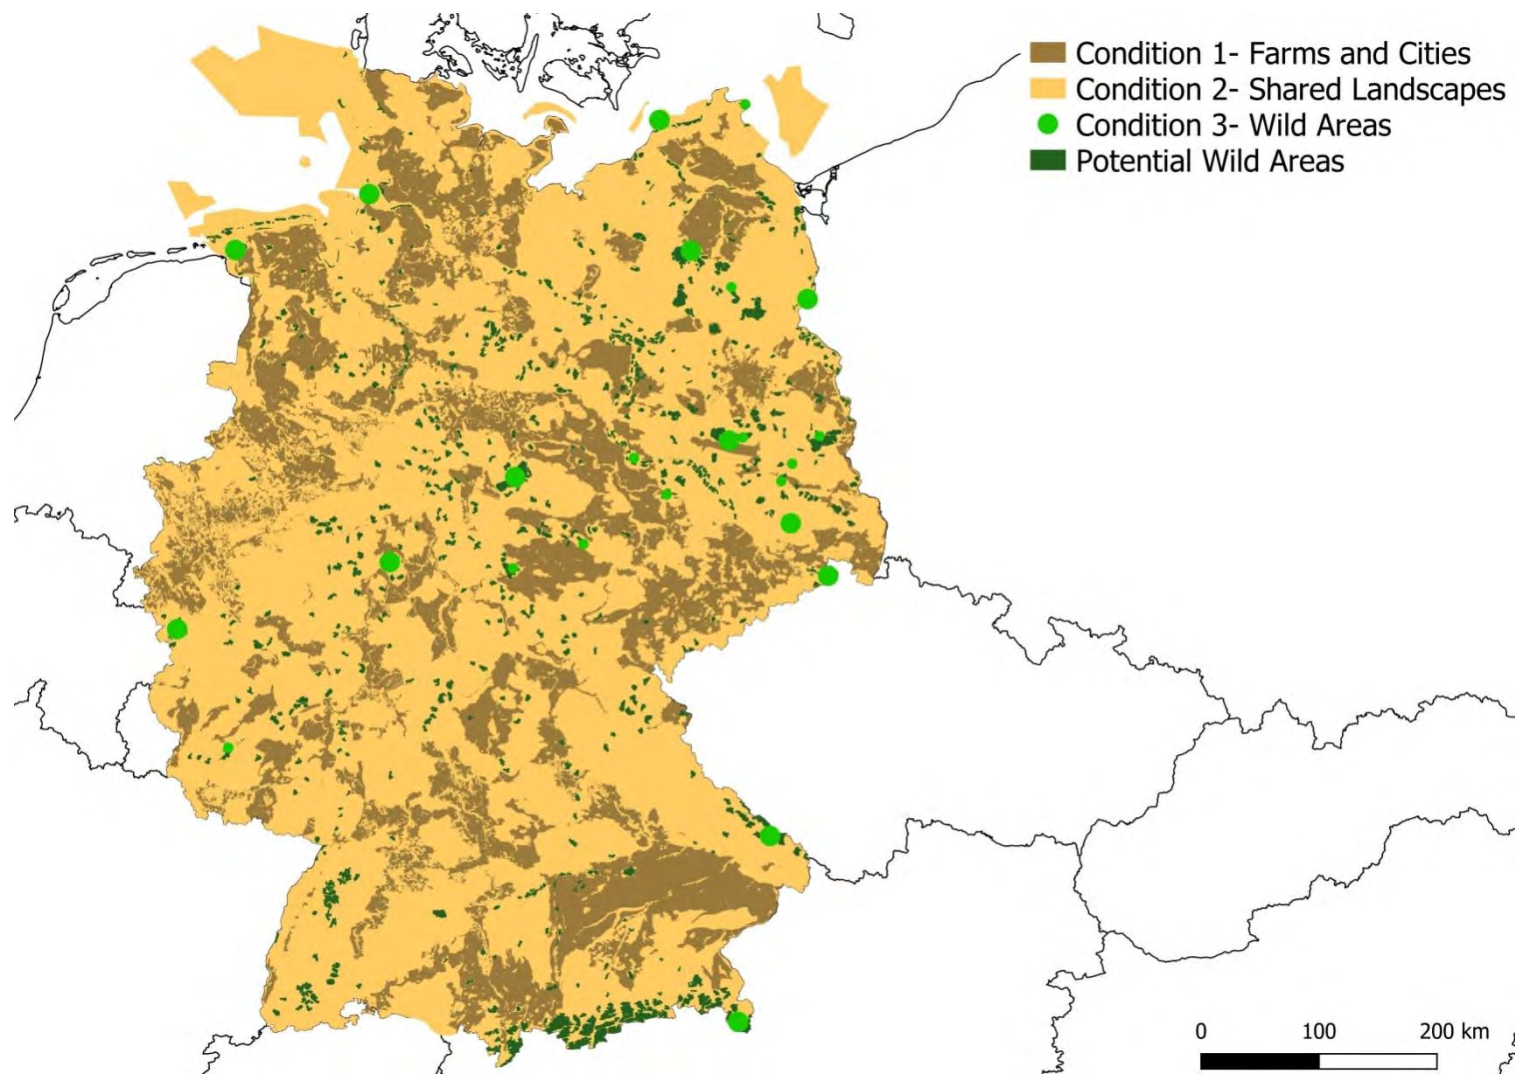 Condition 1- Farms and Cities
Condition 2- Shared Landscapes
Condition 3- Wild Areas
Potential Wild Areas
0 100 200 km